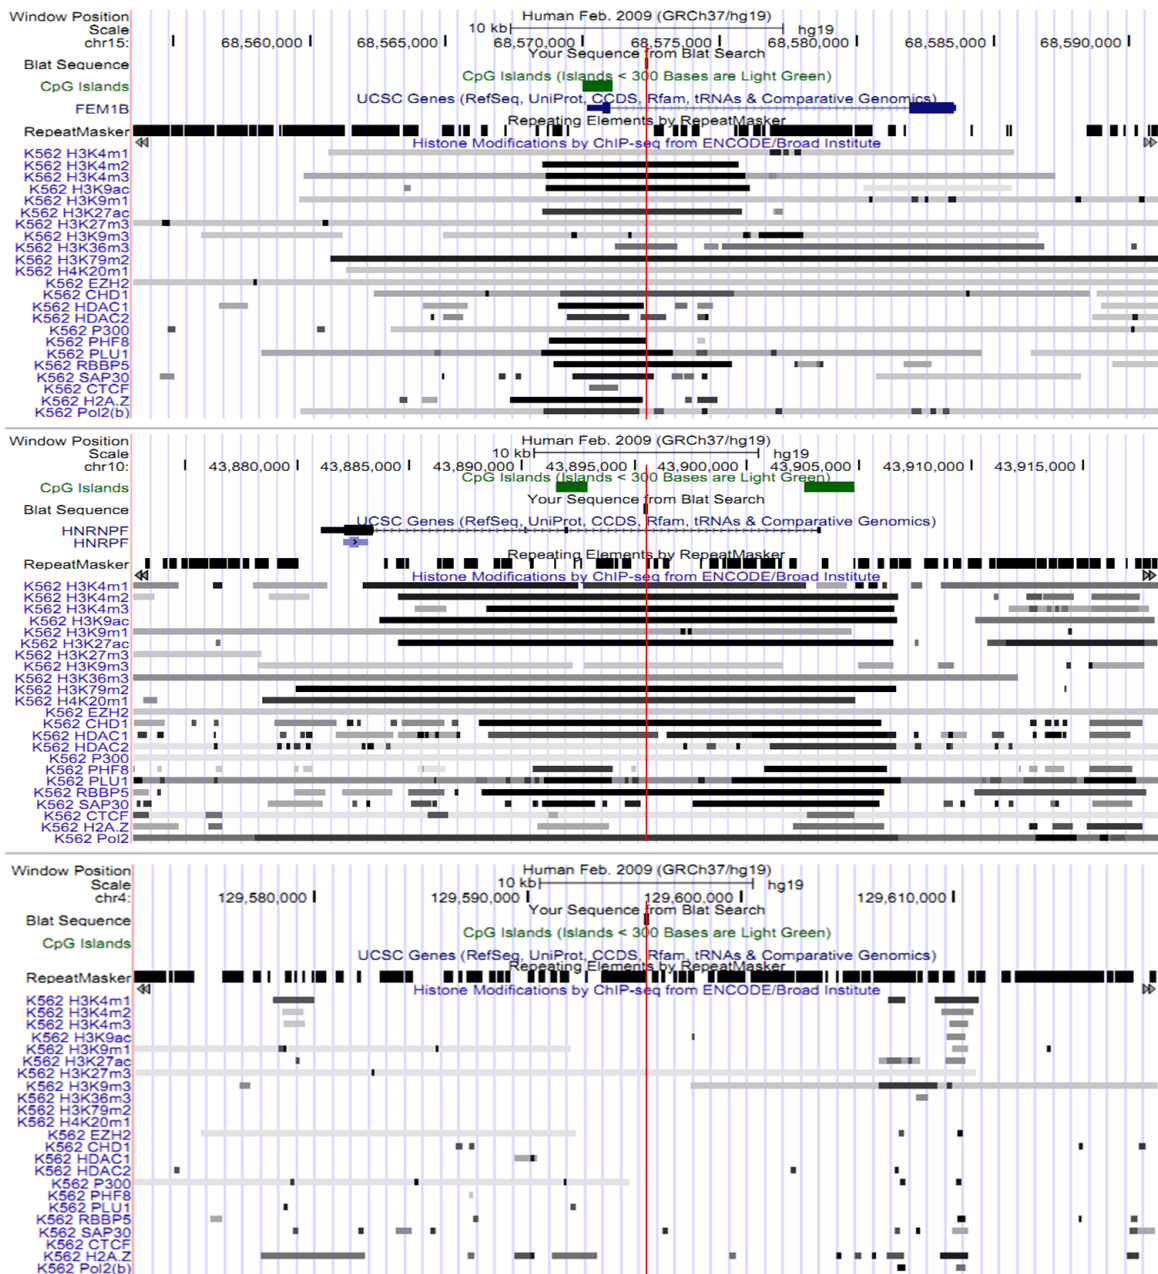 Window Position Human Feb. 2009 (GRCh37/hg19)
Scale 10 kb hg19
chr15: 68,560,000 68,565,000 68,570,000 68,575,000 68,580,000 68,585,000 68,590,000
Your Sequence from Blat Search
Blat Sequence
CpG Islands (Islands < 300 Bases are Light Green)
CpG Islands
UCSC Genes (RefSeq, UniProt, CCDS, Rfam, tRNAs & Comparative Genomics)
FEM1B
Repeating Elements by RepeatMasker
RepeatMasker
Histone Modifications by ChIP-seq from ENCODE/Broad Institute
K562 H3K4m1
K562 H3K4m2
K562 H3K4m3
K562 H3K9ac
K562 H3K9m1
K562 H3K27ac
K562 H3K27m3
K562 H3K9m3
K562 H3K36m3
K562 H3K79m2
K562 H4K20m1
K562 EZH2
K562 CHD1
K562 HDAC1
K562 HDAC2
K562 P300
K562 PHF8
K562 PLU1
K562 RBBP5
K562 SAP30
K562 CTCF
K562 H2A.Z
K562 Pol2(b)
Window Position Human Feb. 2009 (GRCh37/hg19)
Scale 10 kb hg19
chr10: 43,880,000 43,885,000 43,890,000 43,895,000 43,900,000 43,905,000 43,910,000 43,915,000
CpG Islands (Islands < 300 Bases are Light Green)
CpG Islands
Your Sequence from Blat Search
Blat Sequence
UCSC Genes (RefSeq, UniProt, CCDS, Rfam, tRNAs & Comparative Genomics)
HNRNPF
HNRPF
Repeating Elements by RepeatMasker
RepeatMasker
Histone Modifications by ChIP-seq from ENCODE/Broad Institute
K562 H3K4m1
K562 H3K4m2
K562 H3K4m3
K562 H3K9ac
K562 H3K9m1
K562 H3K27ac
K562 H3K27m3
K562 H3K9m3
K562 H3K36m3
K562 H3K79m2
K562 H4K20m1
K562 EZH2
K562 CHD1
K562 HDAC1
K562 HDAC2
K562 P300
K562 PHF8
K562 PLU1
K562 RBBP5
K562 SAP30
K562 CTCF
K562 H2A.Z
K562 Pol2
Window Position Human Feb. 2009 (GRCh37/hg19)
Scale 10 kb hg19
chr4: 129,580,000 129,590,000 129,600,000 129,610,000
Your Sequence from Blat Search
Blat Sequence
CpG Islands (Islands < 300 Bases are Light Green)
CpG Islands
UCSC Genes (RefSeq, UniProt, CCDS, Rfam, tRNAs & Comparative Genomics)
Repeating Elements by RepeatMasker
RepeatMasker
Histone Modifications by ChIP-seq from ENCODE/Broad Institute
K562 H3K4m1
K562 H3K4m2
K562 H3K4m3
K562 H3K9ac
K562 H3K9m1
K562 H3K27ac
K562 H3K27m3
K562 H3K9m3
K562 H3K36m3
K562 H3K79m2
K562 H4K20m1
K562 EZH2
K562 CHD1
K562 HDAC1
K562 HDAC2
K562 P300
K562 PHF8
K562 PLU1
K562 RBBP5
K562 SAP30
K562 CTCF
K562 H2A.Z
K562 Pol2(b)